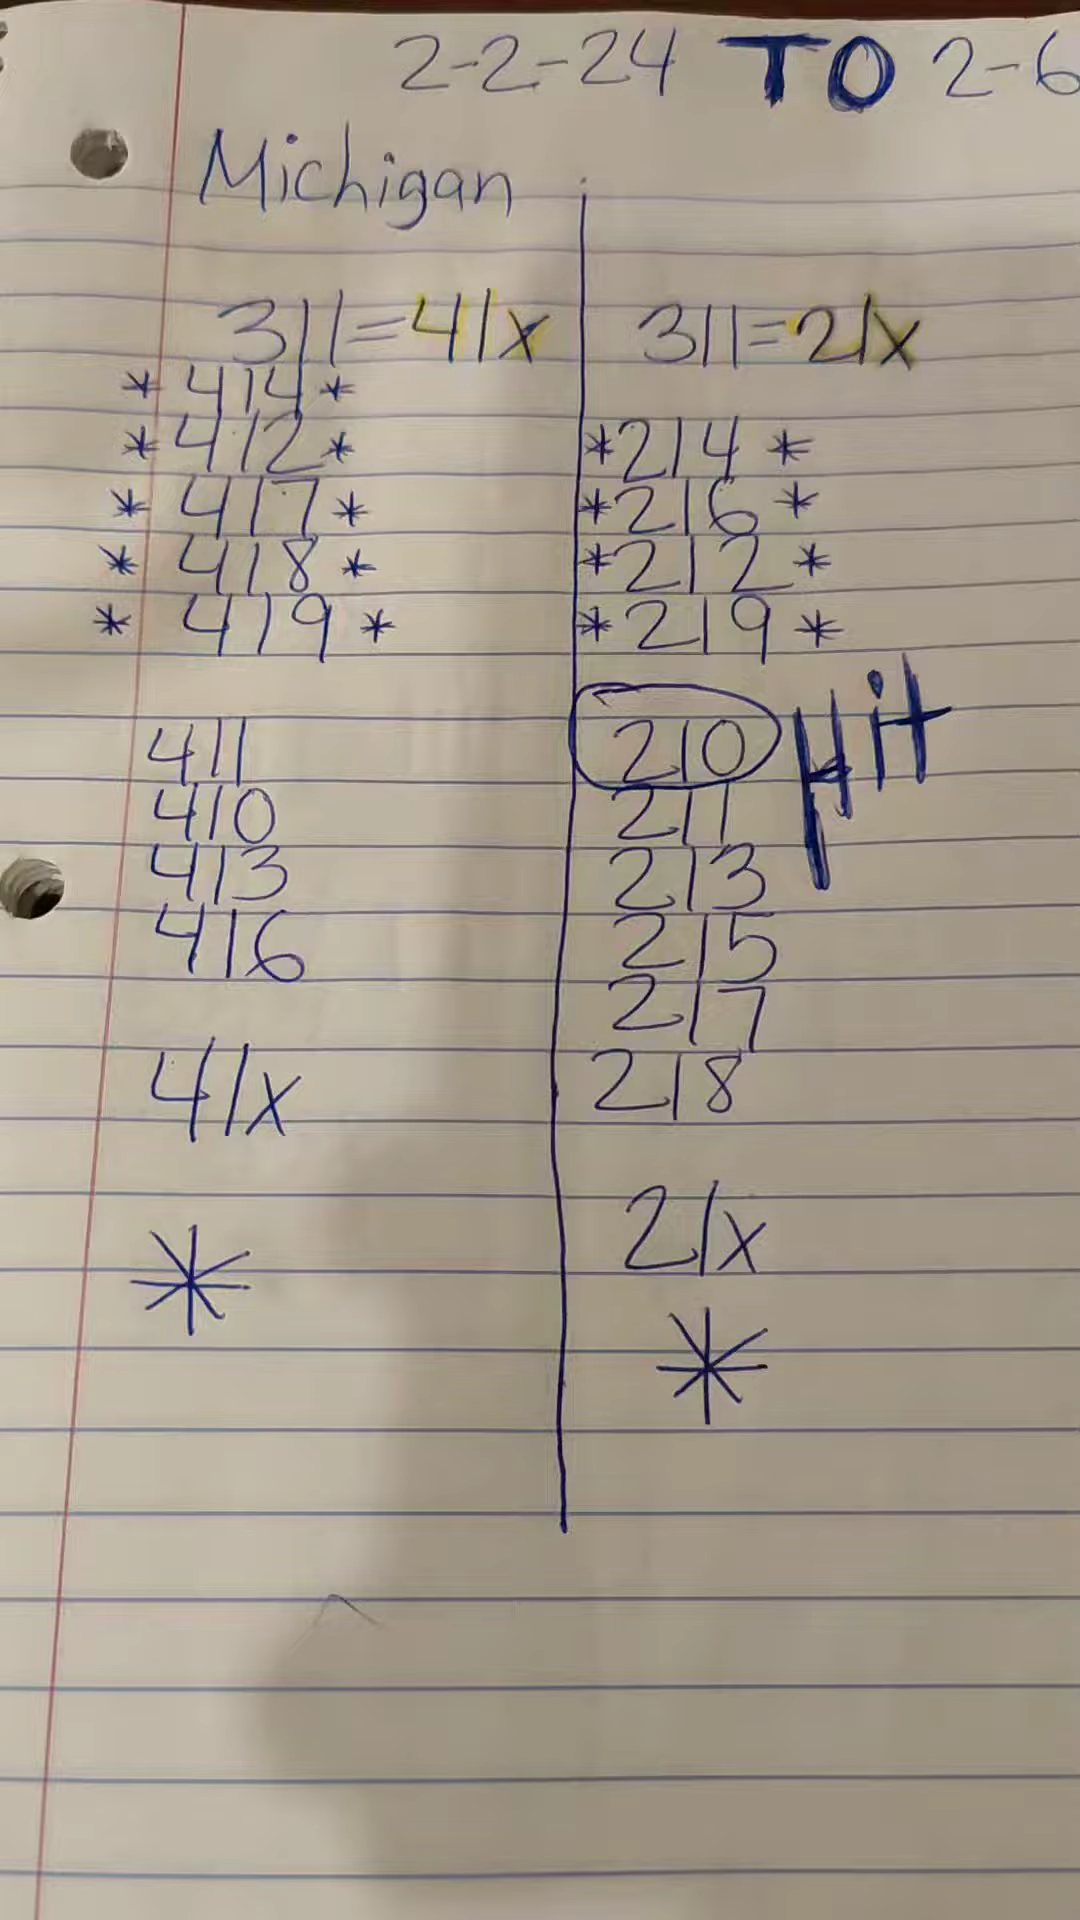 2-2-24 TO 2-6
Michigan
311=41x
*414*
*412*
*417*
*418*
*419*
411
410
413
416
41x
*
311=21x
*214*
*216*
*212*
*219*
210 Hit
211
213
215
217
218
21x
*